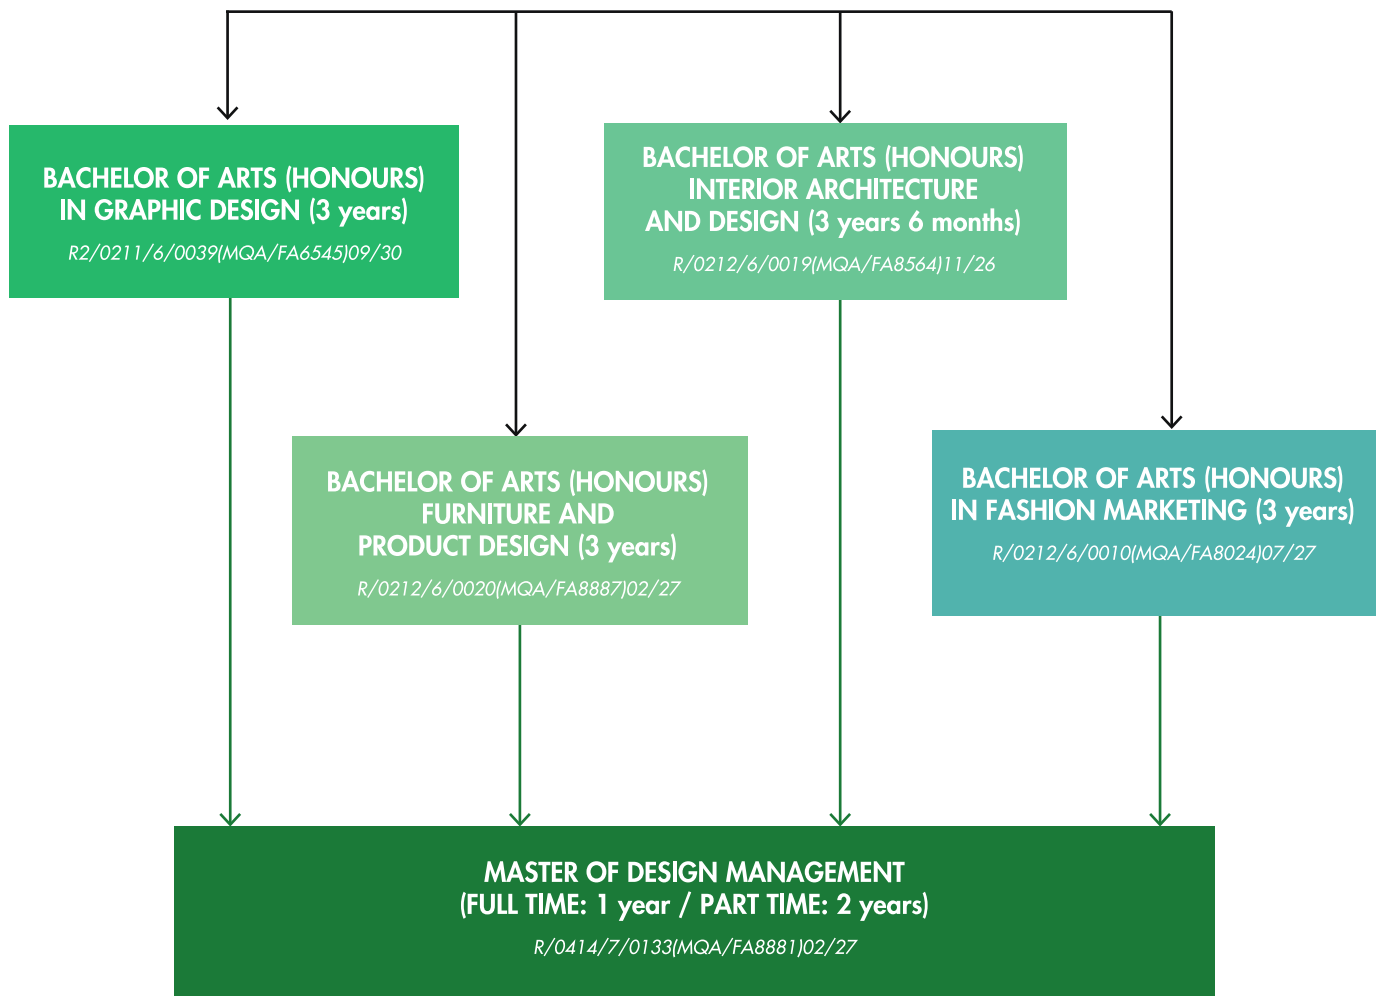 BACHELOR OF ARTS (HONOURS)
IN GRAPHIC DESIGN (3 years)
R2/0211/6/0039(MQA/FA6545)09/30
BACHELOR OF ARTS (HONOURS)
INTERIOR ARCHITECTURE
AND DESIGN (3 years 6 months)
R/0212/6/0019(MQA/FA8564)11/26
BACHELOR OF ARTS (HONOURS)
FURNITURE AND
PRODUCT DESIGN (3 years)
R/0212/6/0020(MQA/FA8887)02/27
BACHELOR OF ARTS (HONOURS)
IN FASHION MARKETING (3 years)
R/0212/6/0010(MQA/FA8024)07/27
MASTER OF DESIGN MANAGEMENT
(FULL TIME: 1 year / PART TIME: 2 years)
R/0414/7/0133(MQA/FA8881)02/27